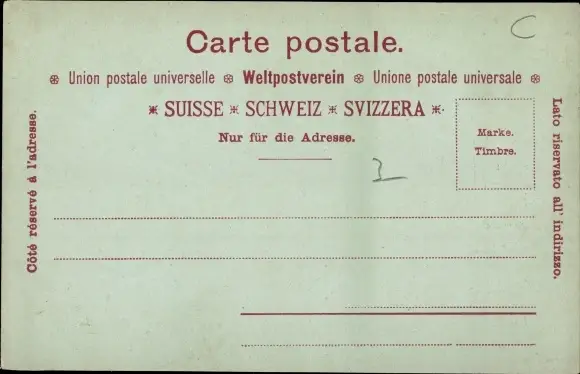 C
Carte postale.
❊ Union postale universelle ❊ Weltpostverein ❊ Unione postale universale ❊
* SUISSE * SCHWEIZ * SVIZZERA *
Nur für die Adresse.
Marke.
Timbre.
Côté réservé à l'adresse.
Lato riservato all' indirizzo.